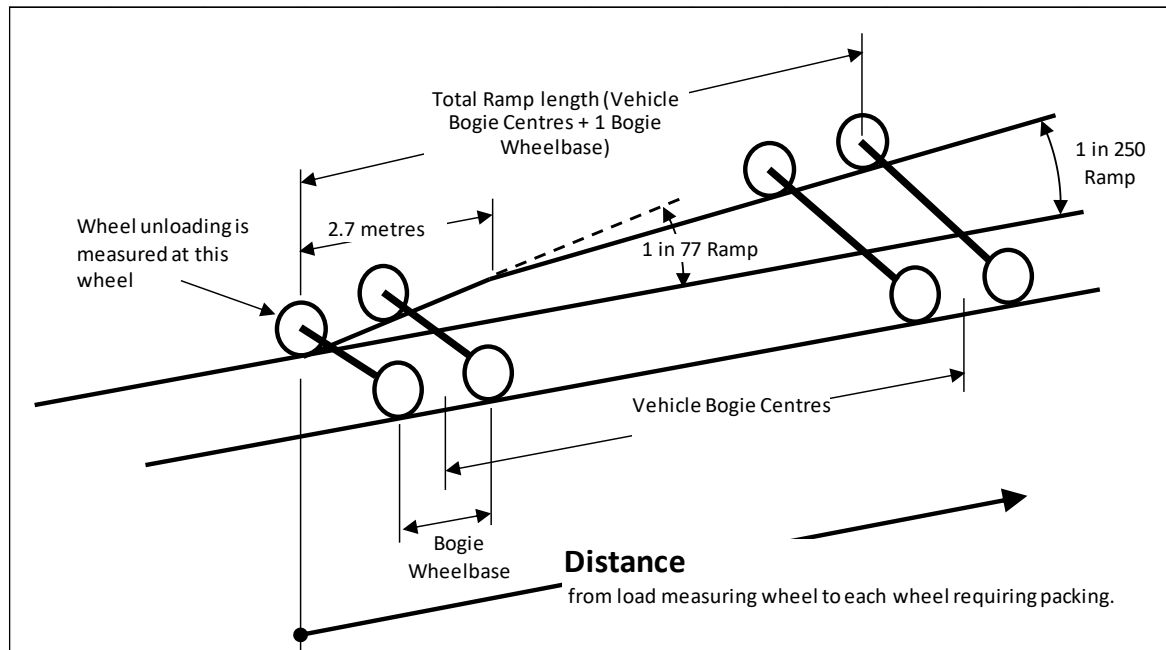 Total Ramp length (Vehicle
Bogie Centres + 1 Bogie
Wheelbase)
1 in 250
Ramp
Wheel unloading is
measured at this
wheel
2.7 metres
1 in 77 Ramp
Vehicle Bogie Centres
Bogie
Wheelbase
Distance
from load measuring wheel to each wheel requiring packing.